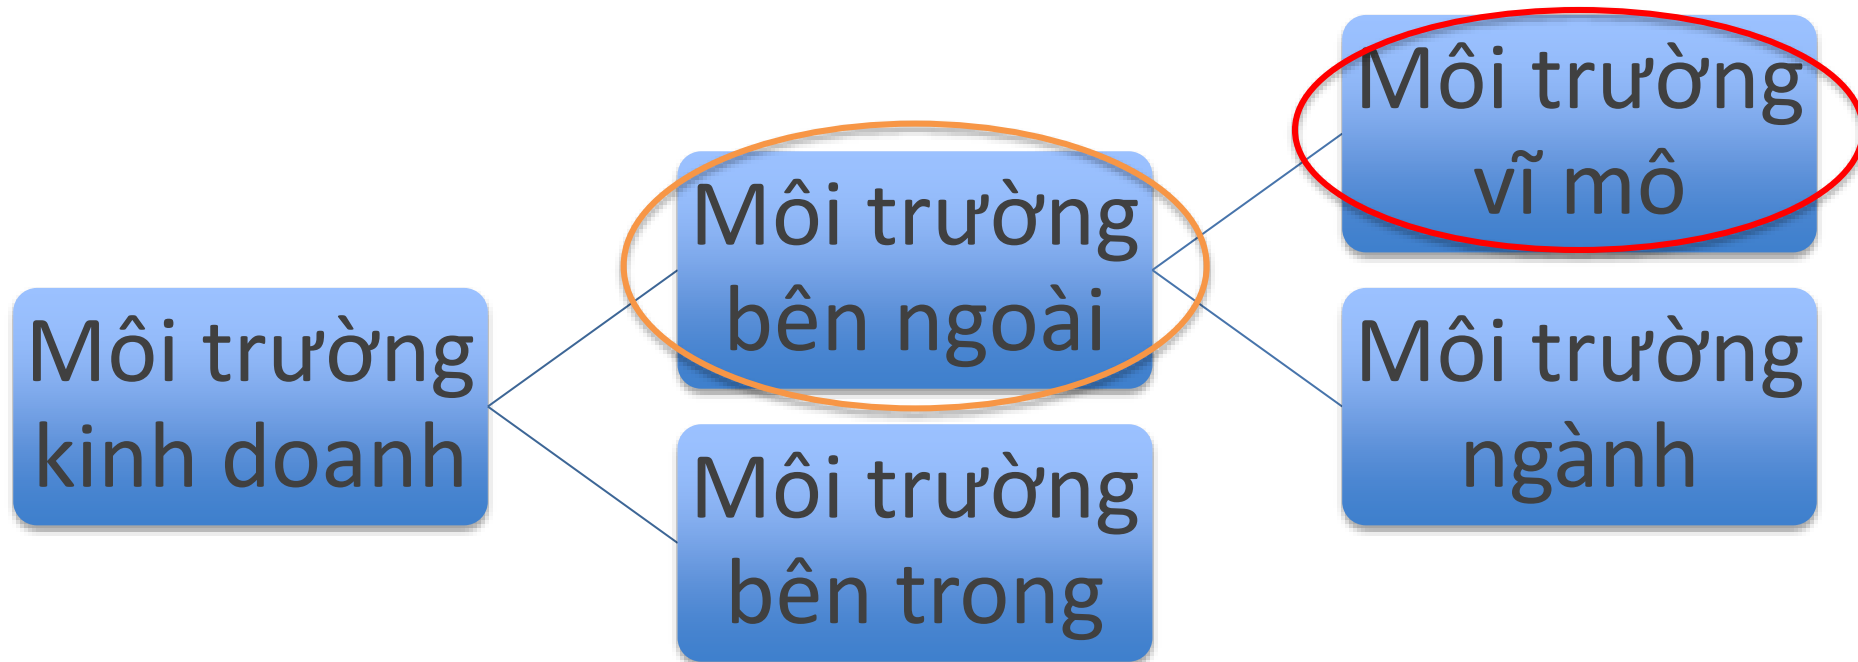 Môi trường
kinh doanh
Môi trường
bên ngoài
Môi trường
bên trong
Môi trường
vĩ mô
Môi trường
ngành